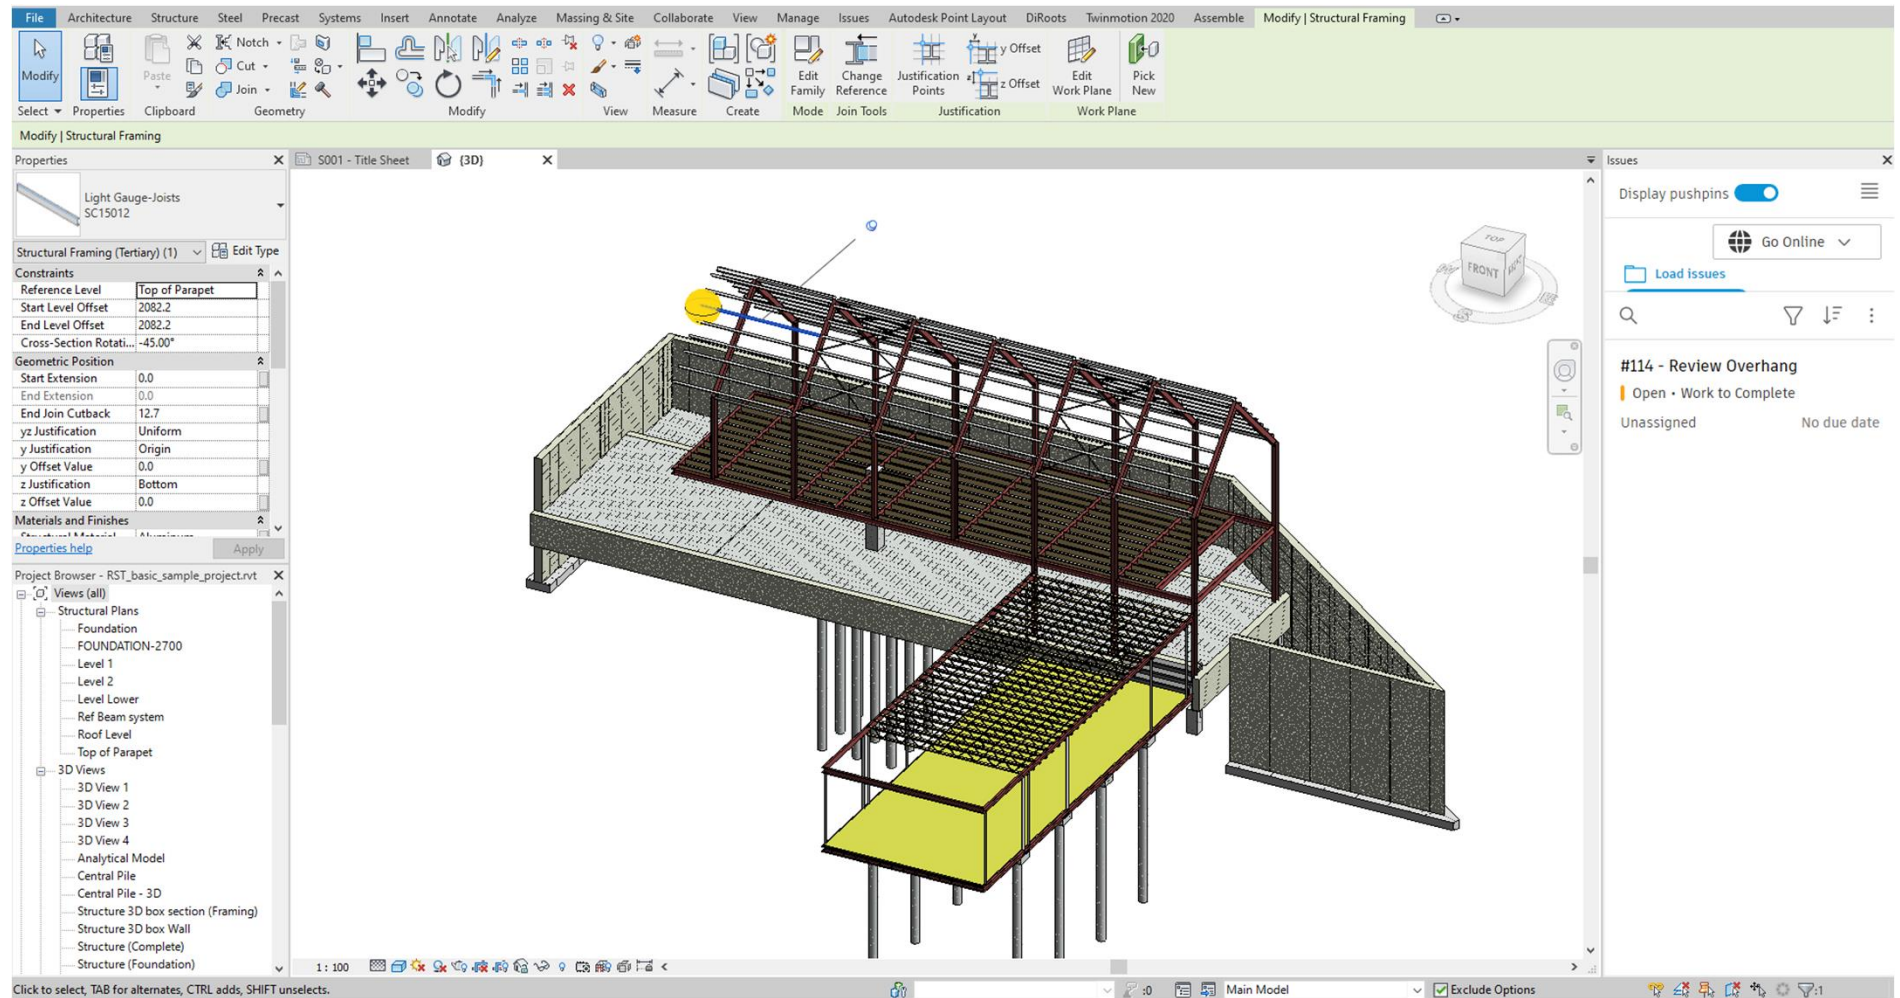 File Architecture Structure Steel Precast Systems Insert Annotate Analyze Massing & Site Collaborate View Manage Issues Autodesk Point Layout DiRoots Twinmotion 2020 Assemble Modify | Structural Framing
Modify
Paste
Notch
Cut
Join
Edit Family
Change Reference
Justification Points
y Offset
z Offset
Edit Work Plane
Pick New
Select Properties Clipboard Geometry Modify View Measure Create Mode Join Tools Justification Work Plane
Modify | Structural Framing
Properties
S001 - Title Sheet
{3D}
Light Gauge-Joists
SC15012
Structural Framing (Tertiary) (1)
Edit Type
Constraints
Reference Level Top of Parapet
Start Level Offset 2082.2
End Level Offset 2082.2
Cross-Section Rotati... -45.00°
Geometric Position
Start Extension 0.0
End Extension 0.0
End Join Cutback 12.7
yz Justification Uniform
y Justification Origin
y Offset Value 0.0
z Justification Bottom
z Offset Value 0.0
Materials and Finishes
Structural Material Aluminum
Properties help
Apply
Project Browser - RST_basic_sample_project.rvt
Views (all)
Structural Plans
Foundation
FOUNDATION-2700
Level 1
Level 2
Level Lower
Ref Beam system
Roof Level
Top of Parapet
3D Views
3D View 1
3D View 2
3D View 3
3D View 4
Analytical Model
Central Pile
Central Pile - 3D
Structure 3D box section (Framing)
Structure 3D box Wall
Structure (Complete)
Structure (Foundation)
TOP
FRONT
Issues
Display pushpins
Go Online
Load issues
#114 - Review Overhang
Open • Work to Complete
Unassigned No due date
1 : 100
Click to select, TAB for alternates, CTRL adds, SHIFT unselects.
:0
Main Model
Exclude Options
:1